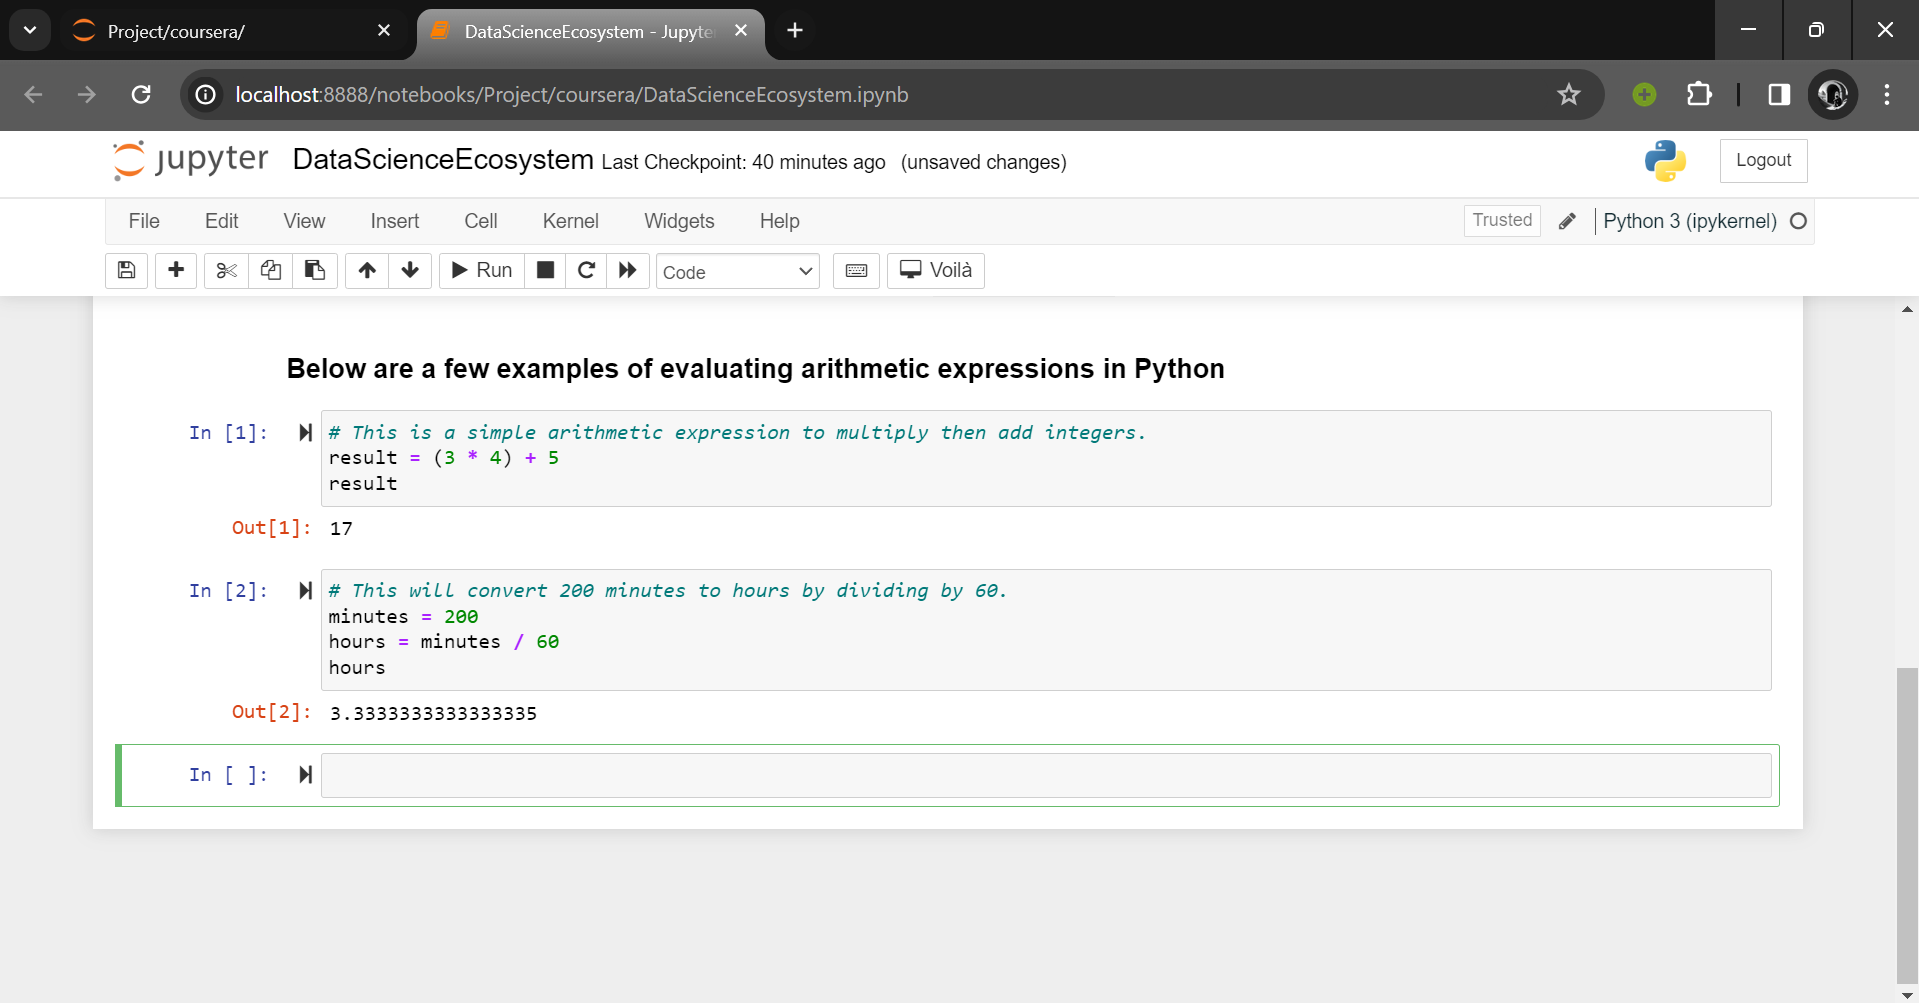 Project/coursera/
DataScienceEcosystem - Jupyte
localhost:8888/notebooks/Project/coursera/DataScienceEcosystem.ipynb
jupyter DataScienceEcosystem Last Checkpoint: 40 minutes ago (unsaved changes)
Logout
File Edit View Insert Cell Kernel Widgets Help
Trusted
Python 3 (ipykernel)
Run
Code
Voilà
Below are a few examples of evaluating arithmetic expressions in Python
In [1]: # This is a simple arithmetic expression to multiply then add integers.
result = (3 * 4) + 5
result
Out[1]: 17
In [2]: # This will convert 200 minutes to hours by dividing by 60.
minutes = 200
hours = minutes / 60
hours
Out[2]: 3.3333333333333335
In [ ]: